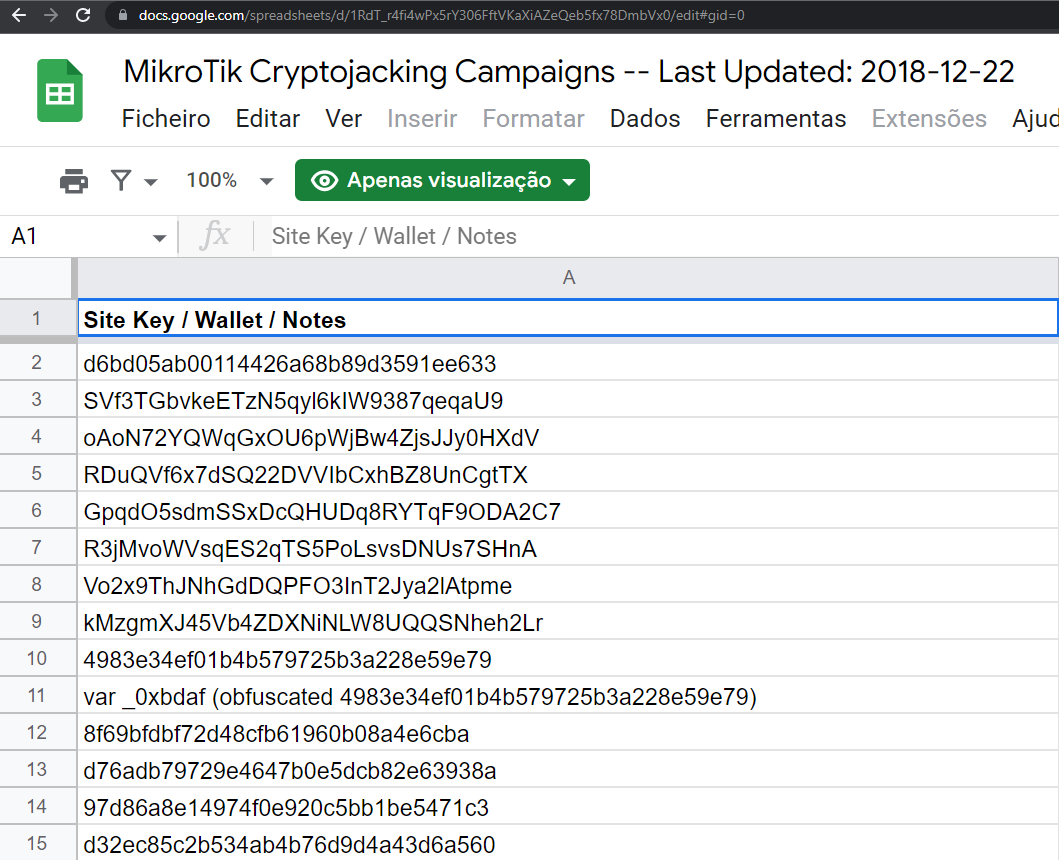 docs.google.com/spreadsheets/d/1RdT_r4fi4wPx5rY306FftVKaXiAZeQeb5fx78DmbVx0/edit#gid=0
MikroTik Cryptojacking Campaigns -- Last Updated: 2018-12-22
Ficheiro Editar Ver Inserir Formatar Dados Ferramentas Extensões Ajud
100% Apenas visualização
A1 fx Site Key / Wallet / Notes
A
1 Site Key / Wallet / Notes
2 d6bd05ab00114426a68b89d3591ee633
3 SVf3TGbvkeETzN5qyl6kIW9387qeqaU9
4 oAoN72YQWqGxOU6pWjBw4ZjsJJy0HXdV
5 RDuQVf6x7dSQ22DVVIbCxhBZ8UnCgtTX
6 GpqdO5sdmSSxDcQHUDq8RYTqF9ODA2C7
7 R3jMvoWVsqES2qTS5PoLsvsDNUs7SHnA
8 Vo2x9ThJNhGdDQPFO3InT2Jya2lAtpme
9 kMzgmXJ45Vb4ZDXNiNLW8UQQSNheh2Lr
10 4983e34ef01b4b579725b3a228e59e79
11 var _0xbdaf (obfuscated 4983e34ef01b4b579725b3a228e59e79)
12 8f69bfdbf72d48cfb61960b08a4e6cba
13 d76adb79729e4647b0e5dcb82e63938a
14 97d86a8e14974f0e920c5bb1be5471c3
15 d32ec85c2b534ab4b76d9d4a43d6a560